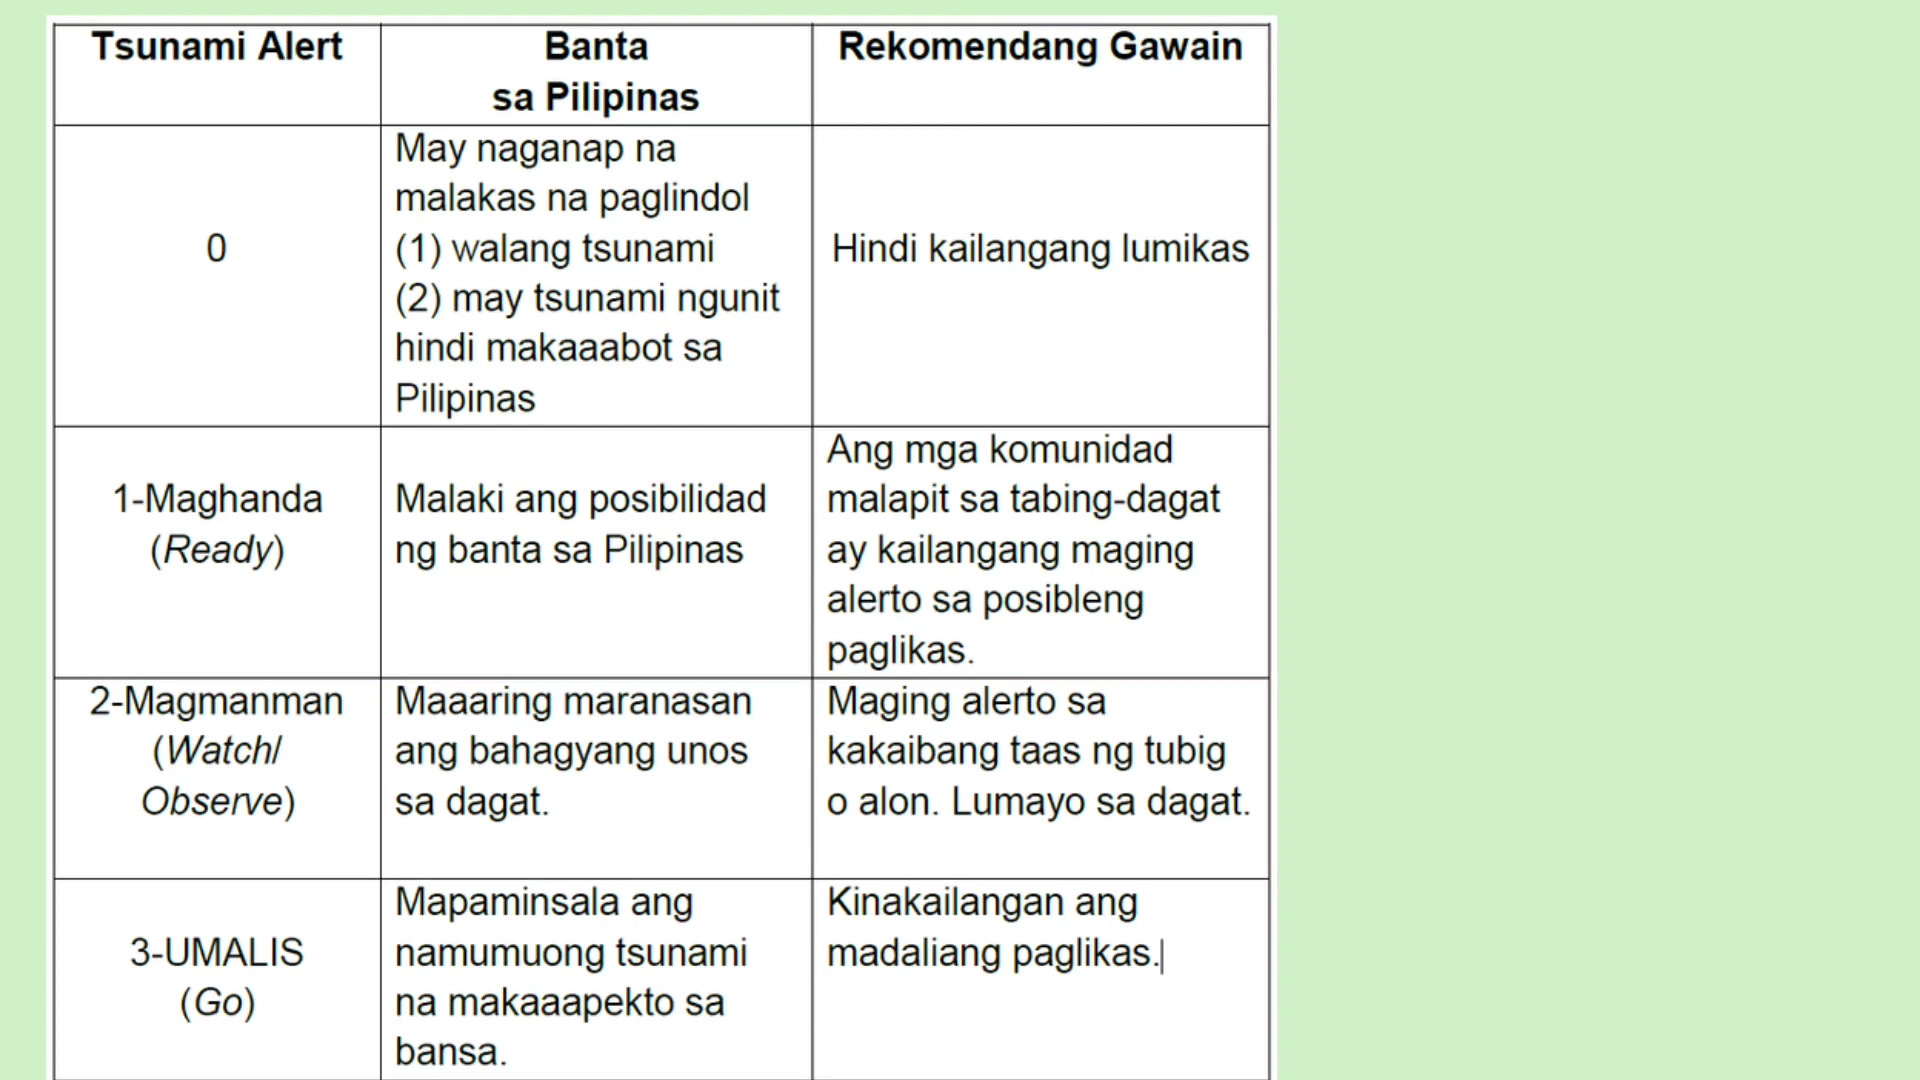 Tsunami Alert
Banta
sa Pilipinas
Rekomendang Gawain
0
May naganap na
malakas na paglindol
(1) walang tsunami
(2) may tsunami ngunit
hindi makaaabot sa
Pilipinas
Hindi kailangang lumikas
1-Maghanda
(Ready)
Malaki ang posibilidad
ng banta sa Pilipinas
Ang mga komunidad
malapit sa tabing-dagat
ay kailangang maging
alerto sa posibleng
paglikas.
2-Magmanman
(Watch/
Observe)
Maaaring maranasan
ang bahagyang unos
sa dagat.
Maging alerto sa
kakaibang taas ng tubig
o alon. Lumayo sa dagat.
3-UMALIS
(Go)
Mapaminsala ang
namumuong tsunami
na makaaapekto sa
bansa.
Kinakailangan ang
madaliang paglikas.